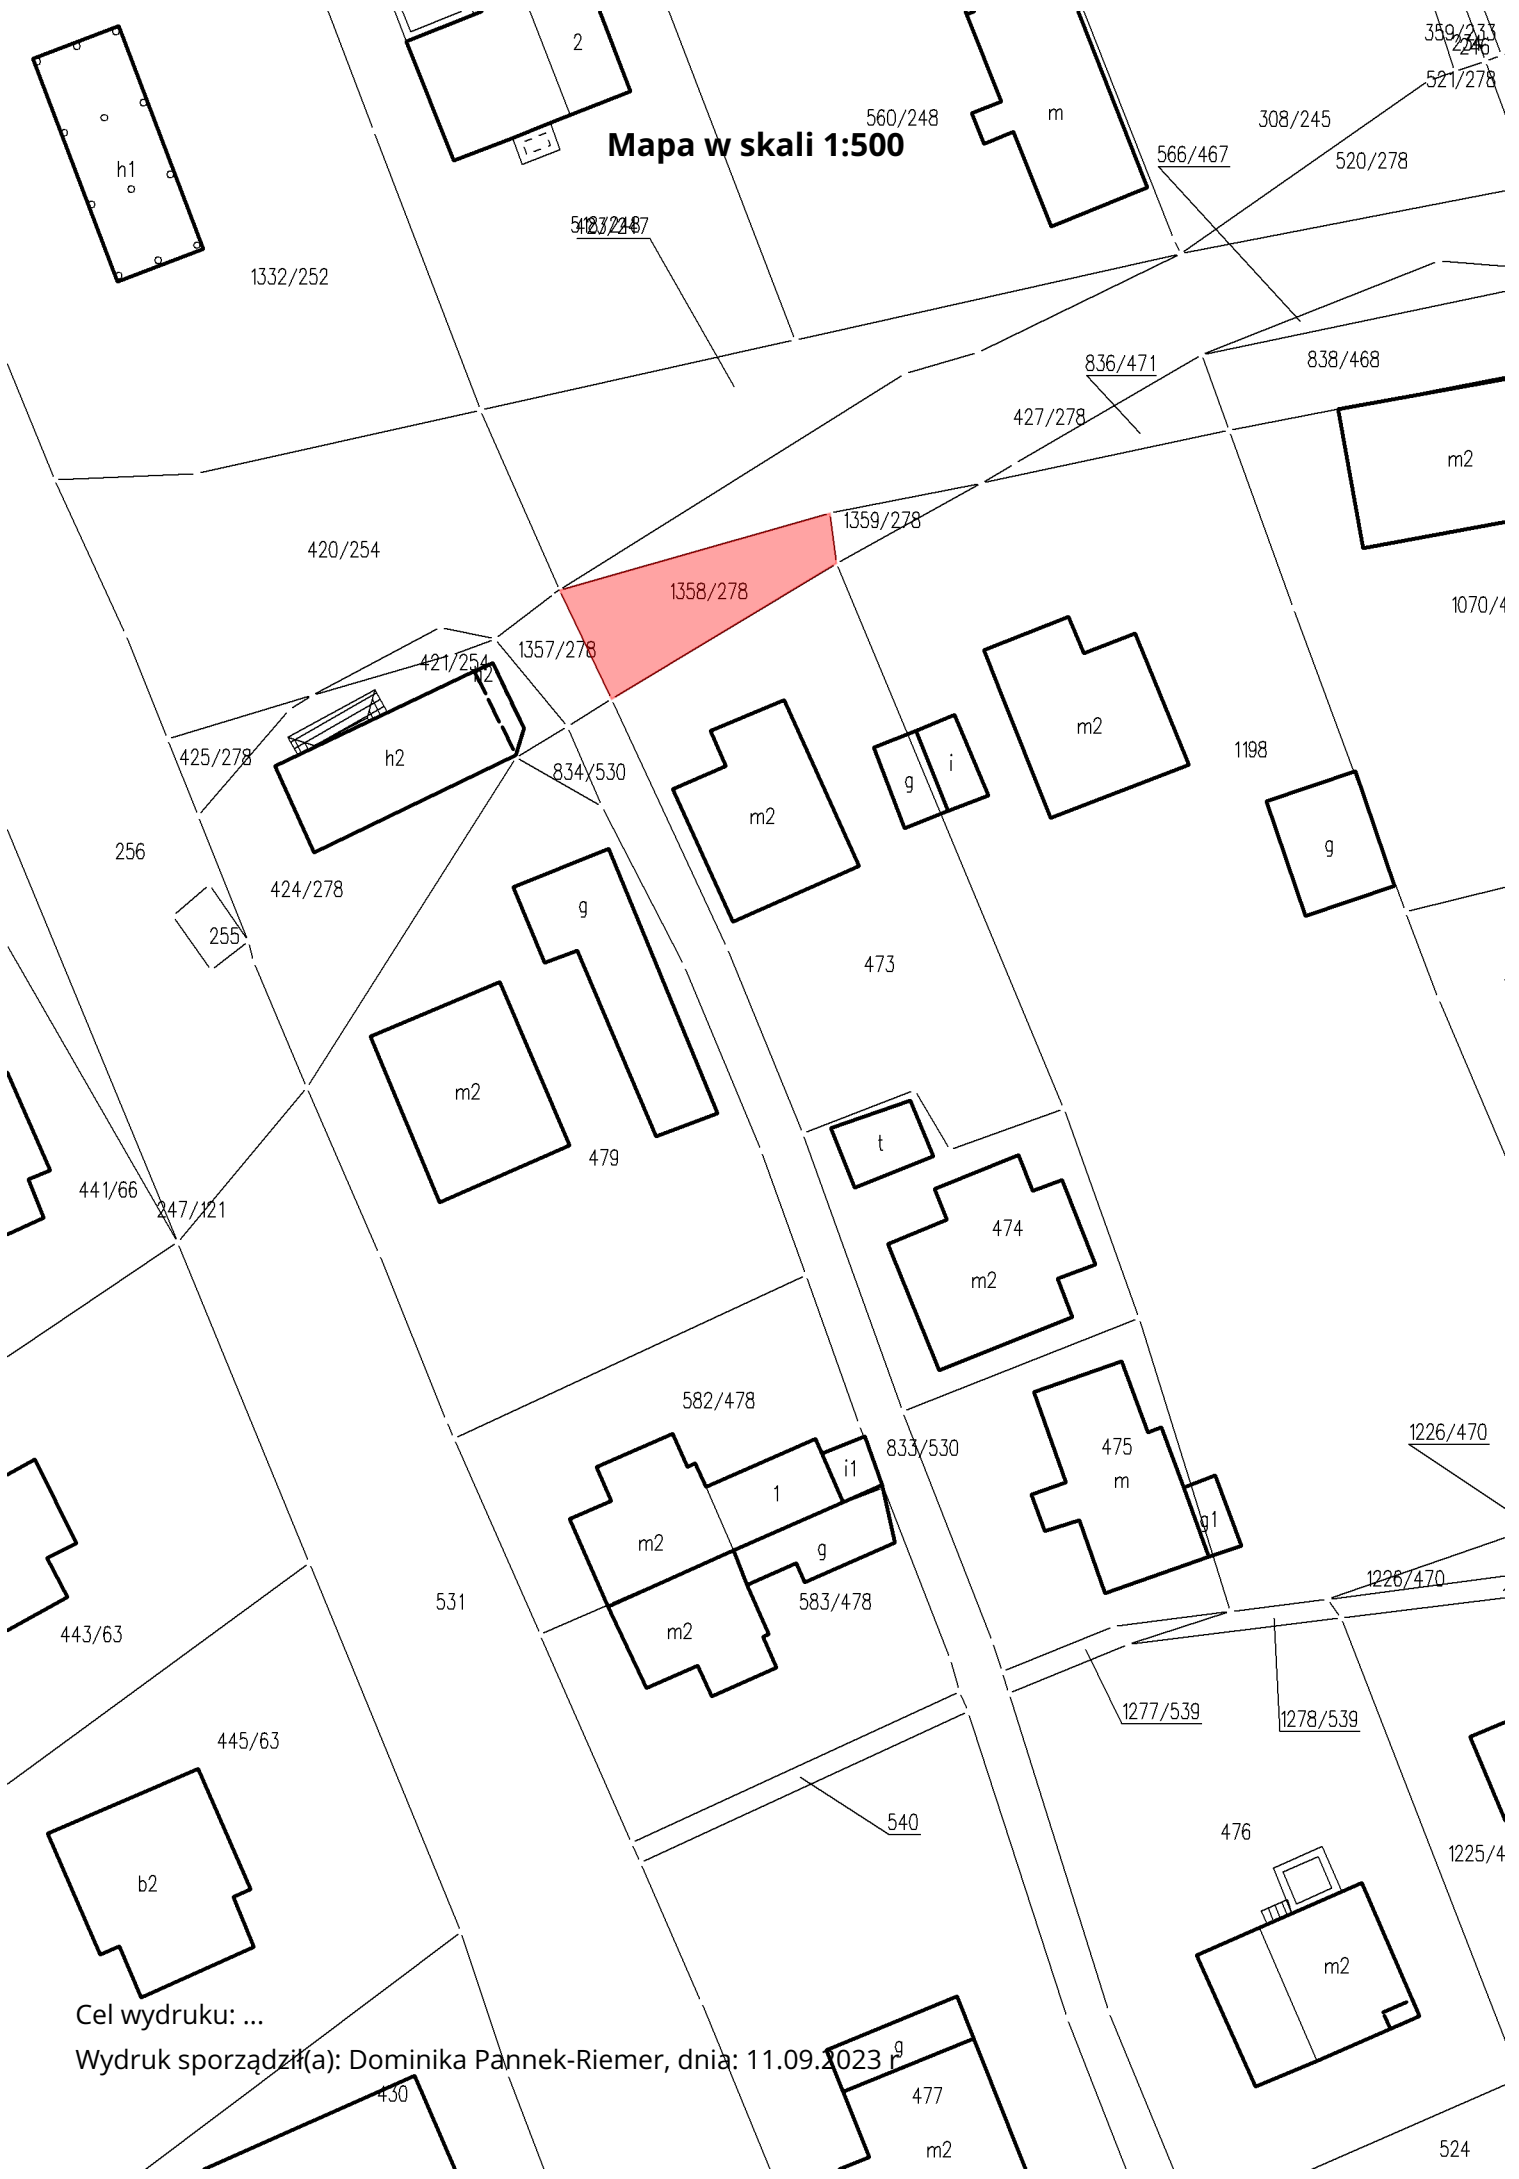 2
359/233
521/278
m
560/248
308/245
Mapa w skali 1:500
566/467
520/278
h1
1332/252
836/471
838/468
427/278
m2
1359/278
420/254
1358/278
1070/4
1357/278
421/254
h2
m2
1198
425/278
h2
834/530
g
i
m2
g
256
424/278
g
255
473
m2
t
479
441/66
247/121
474
m2
582/478
1226/470
833/530
475
i1
m
1
g1
m2
g
1226/470
531
583/478
m2
443/63
1277/539
1278/539
445/63
540
476
1225/4
b2
m2
Cel wydruku: ...
g
Wydruk sporządził(a): Dominika Pannek-Riemer, dnia: 11.09.2023 r
430
477
m2
524